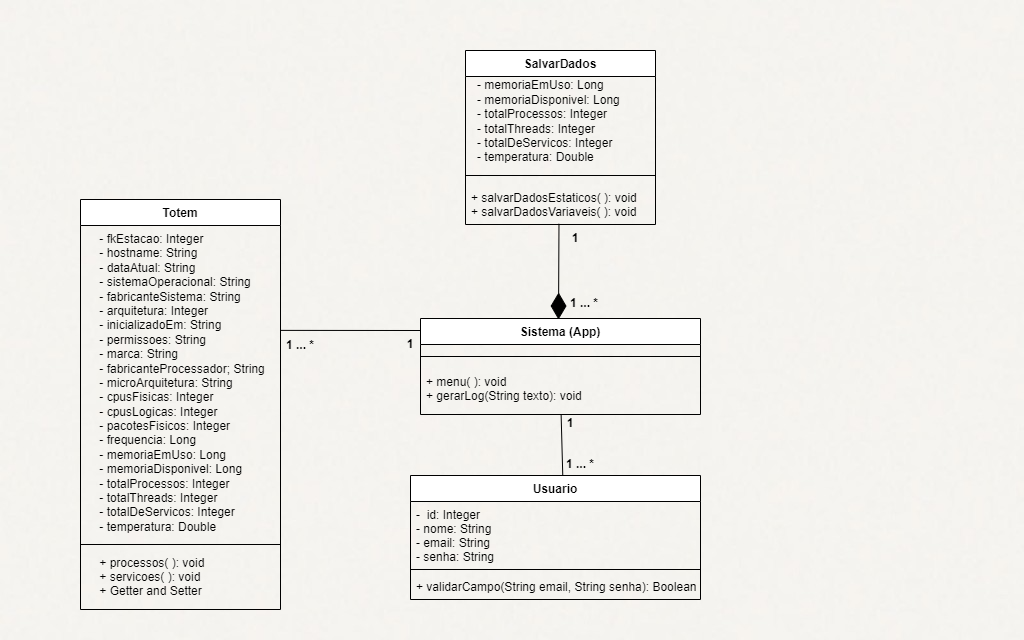 SalvarDados
- memoriaEmUso: Long
- memoriaDisponivel: Long
- totalProcessos: Integer
- totalThreads: Integer
- totalDeServicos: Integer
- temperatura: Double
+ salvarDadosEstaticos( ): void
+ salvarDadosVariaveis( ): void
1
1 ... *
Totem
- fkEstacao: Integer
- hostname: String
- dataAtual: String
- sistemaOperacional: String
- fabricanteSistema: String
- arquitetura: Integer
- inicializadoEm: String
- permissoes: String
- marca: String
- fabricanteProcessador; String
- microArquitetura: String
- cpusFisicas: Integer
- cpusLogicas: Integer
- pacotesFisicos: Integer
- frequencia: Long
- memoriaEmUso: Long
- memoriaDisponivel: Long
- totalProcessos: Integer
- totalThreads: Integer
- totalDeServicos: Integer
- temperatura: Double
+ processos( ): void
+ servicoes( ): void
+ Getter and Setter
1 ... *
1
Sistema (App)
+ menu( ): void
+ gerarLog(String texto): void
1
1 ... *
Usuario
- id: Integer
- nome: String
- email: String
- senha: String
+ validarCampo(String email, String senha): Boolean